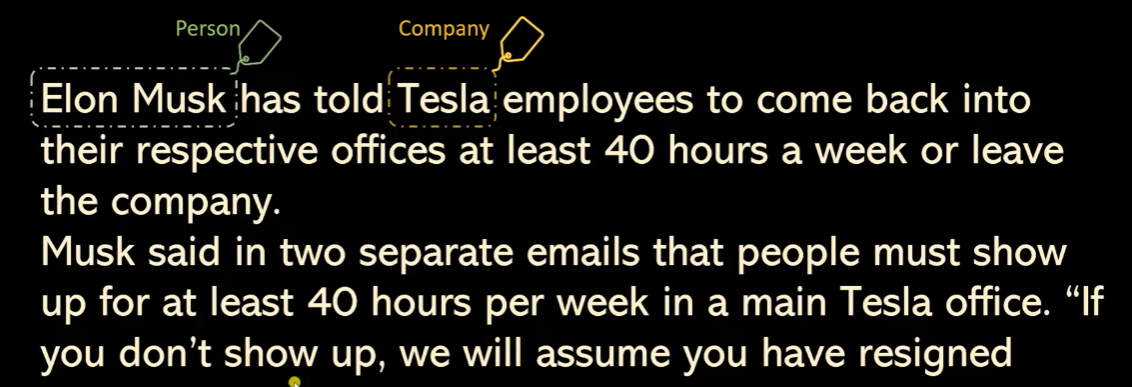 Person Company
Elon Musk has told Tesla employees to come back into
their respective offices at least 40 hours a week or leave
the company.
Musk said in two separate emails that people must show
up for at least 40 hours per week in a main Tesla office. “If
you don’t show up, we will assume you have resigned